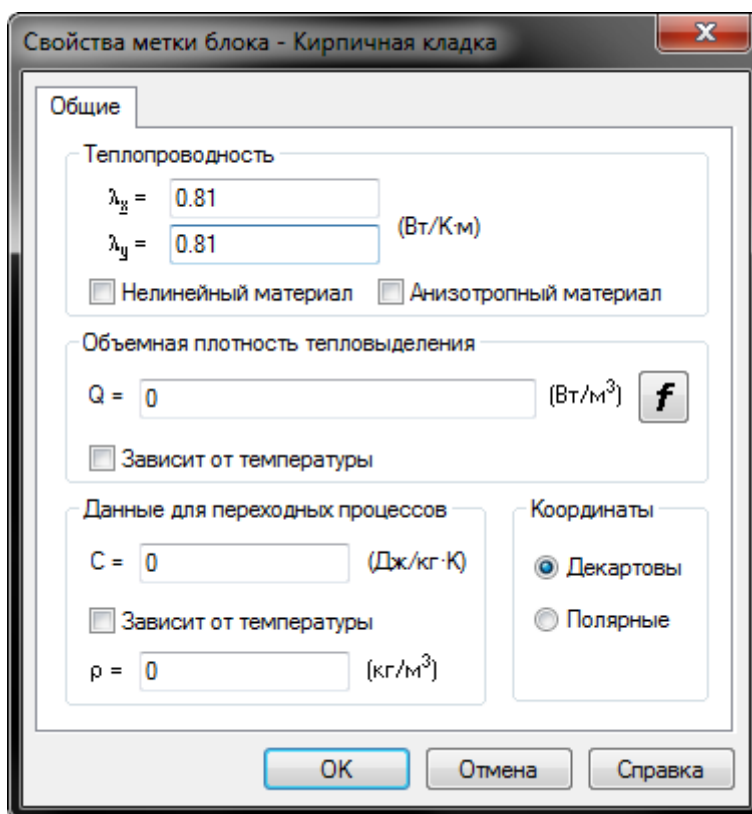 Свойства метки блока - Кирпичная кладка
Общие
Теплопроводность
λx = 0.81
λy = 0.81
(Вт/К·м)
Нелинейный материал Анизотропный материал
Объемная плотность тепловыделения
Q = 0 (Вт/м³) f
Зависит от температуры
Данные для переходных процессов
C = 0 (Дж/кг·К)
Зависит от температуры
ρ = 0 (кг/м³)
Координаты
Декартовы
Полярные
OK Отмена Справка